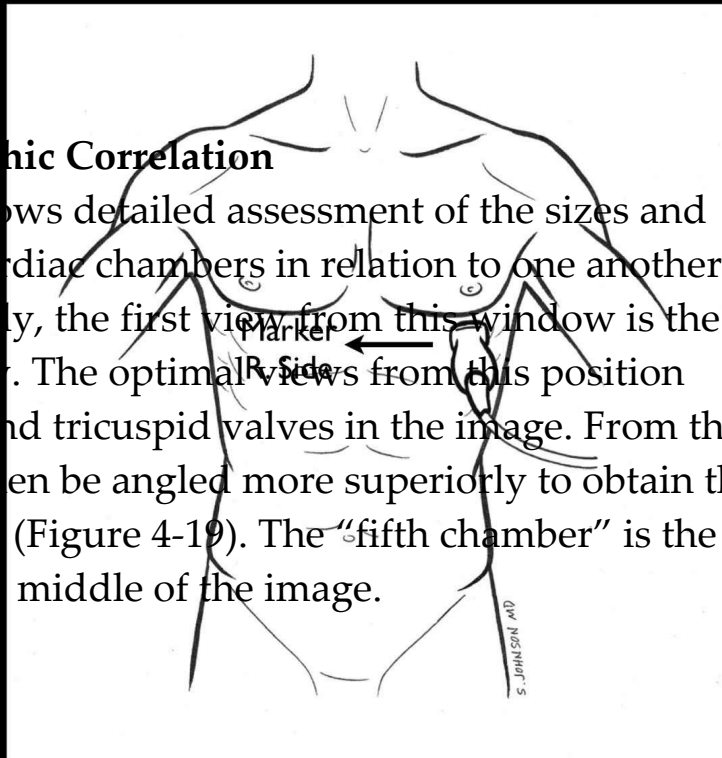 hic Correlation
ows detailed assessment of the sizes and
rdiac chambers in relation to one another
ly, the first view from this window is the
. The optimal views from this position
nd tricuspid valves in the image. From th
en be angled more superiorly to obtain th
(Figure 4-19). The “fifth chamber” is the
middle of the image.
Marker
R. Side
S. JOHNSON MD